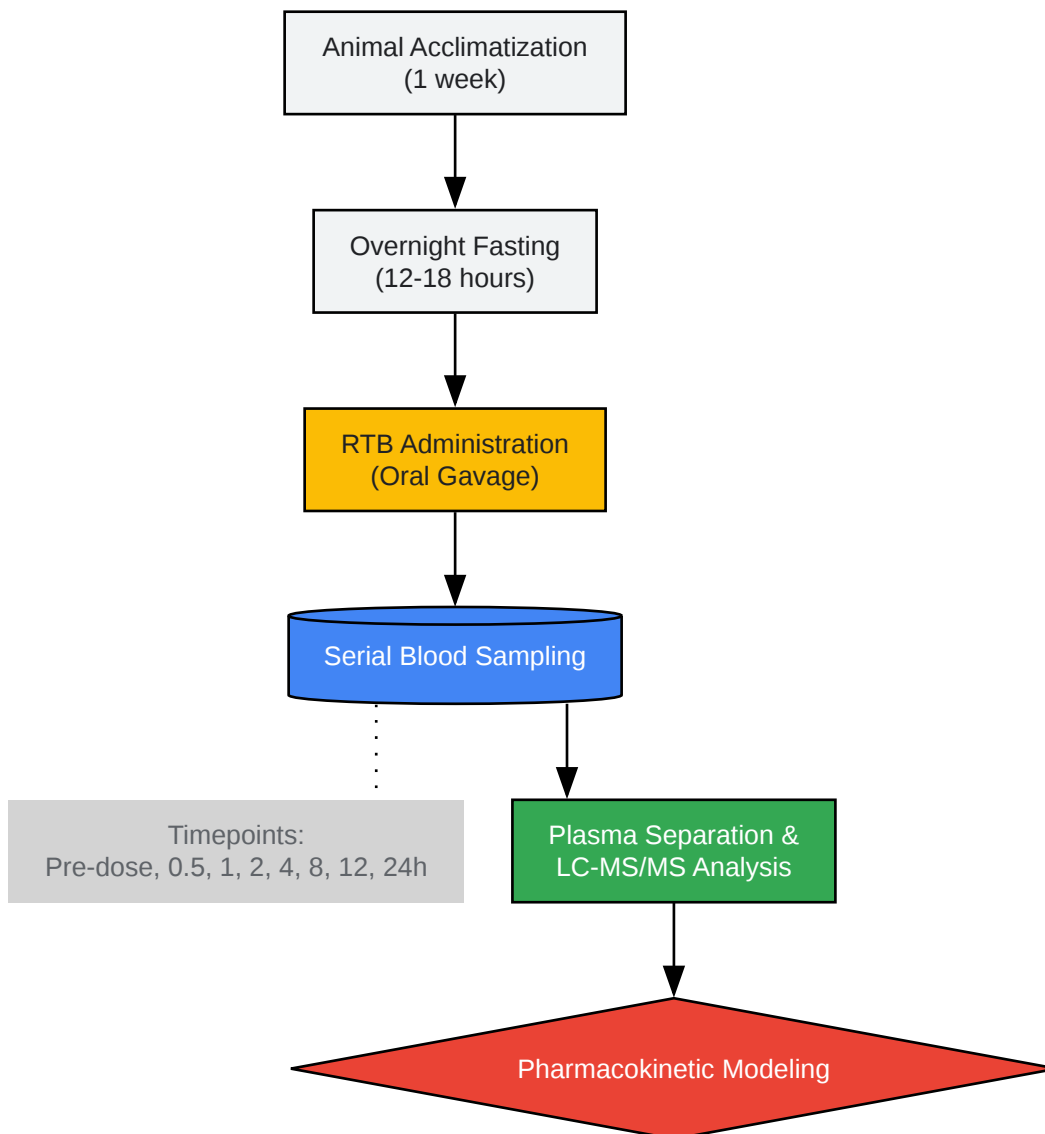 Animal Acclimatization
(1 week)
Overnight Fasting
(12-18 hours)
RTB Administration
(Oral Gavage)
Serial Blood Sampling
Timepoints:
Pre-dose, 0.5, 1, 2, 4, 8, 12, 24h
Plasma Separation &
LC-MS/MS Analysis
Pharmacokinetic Modeling